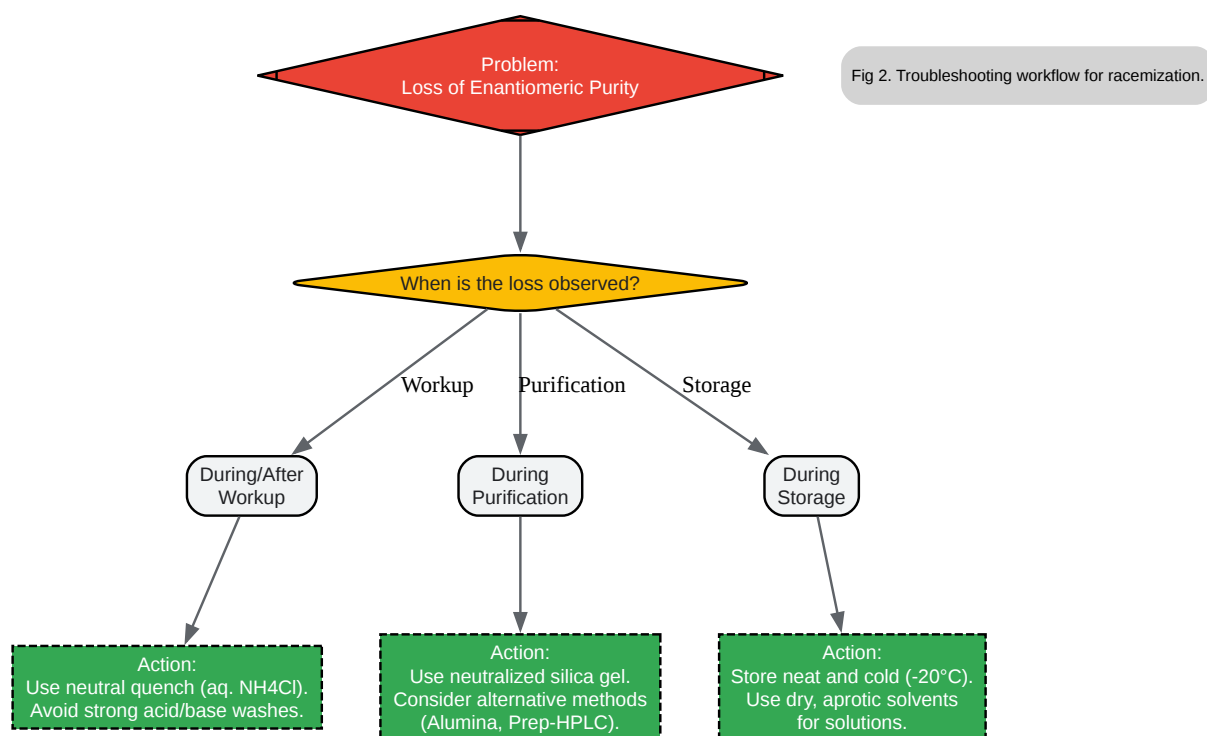 Problem:
Loss of Enantiomeric Purity
Fig 2. Troubleshooting workflow for racemization.
When is the loss observed?
Workup
Purification
Storage
During/After
Workup
During
Purification
During
Storage
Action:
Use neutral quench (aq. NH4Cl).
Avoid strong acid/base washes.
Action:
Use neutralized silica gel.
Consider alternative methods
(Alumina, Prep-HPLC).
Action:
Store neat and cold (-20°C).
Use dry, aprotic solvents
for solutions.